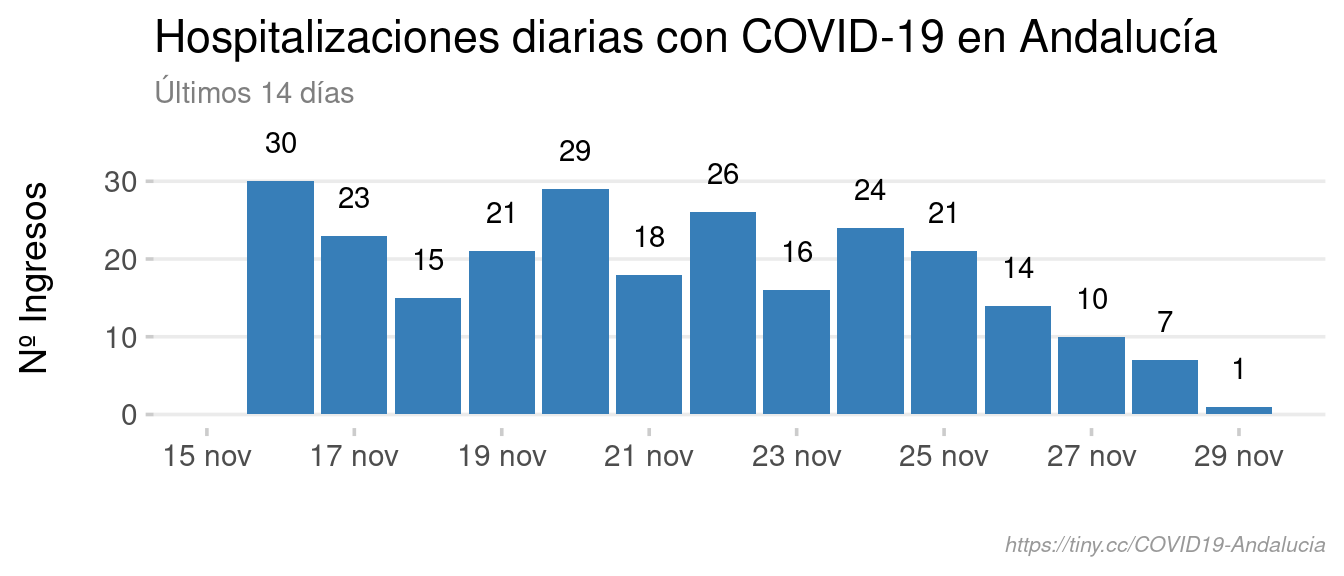 Hospitalizaciones diarias con COVID-19 en Andalucía
Últimos 14 días
Nº Ingresos
30
20
10
0
30
23
15
21
29
18
26
16
24
21
14
10
7
1
15 nov
17 nov
19 nov
21 nov
23 nov
25 nov
27 nov
29 nov
https://tiny.cc/COVID19-Andalucia